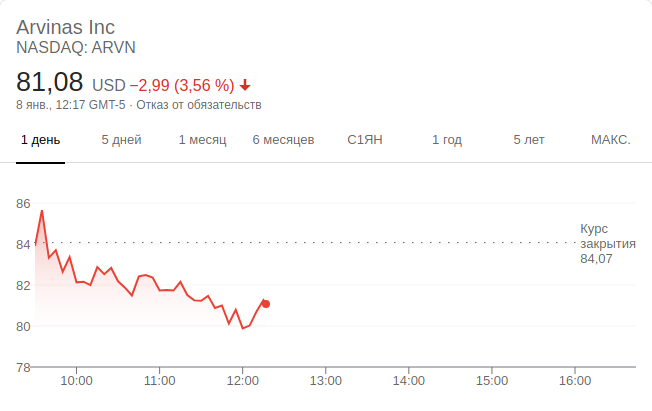 Arvinas Inc
NASDAQ: ARVN
81,08 USD −2,99 (3,56 %)
8 янв., 12:17 GMT-5 · Отказ от обязательств
1 день 5 дней 1 месяц 6 месяцев С1ЯН 1 год 5 лет МАКС.
86
84
82
80
78
Курс
закрытия
84,07
10:00 11:00 12:00 13:00 14:00 15:00 16:00